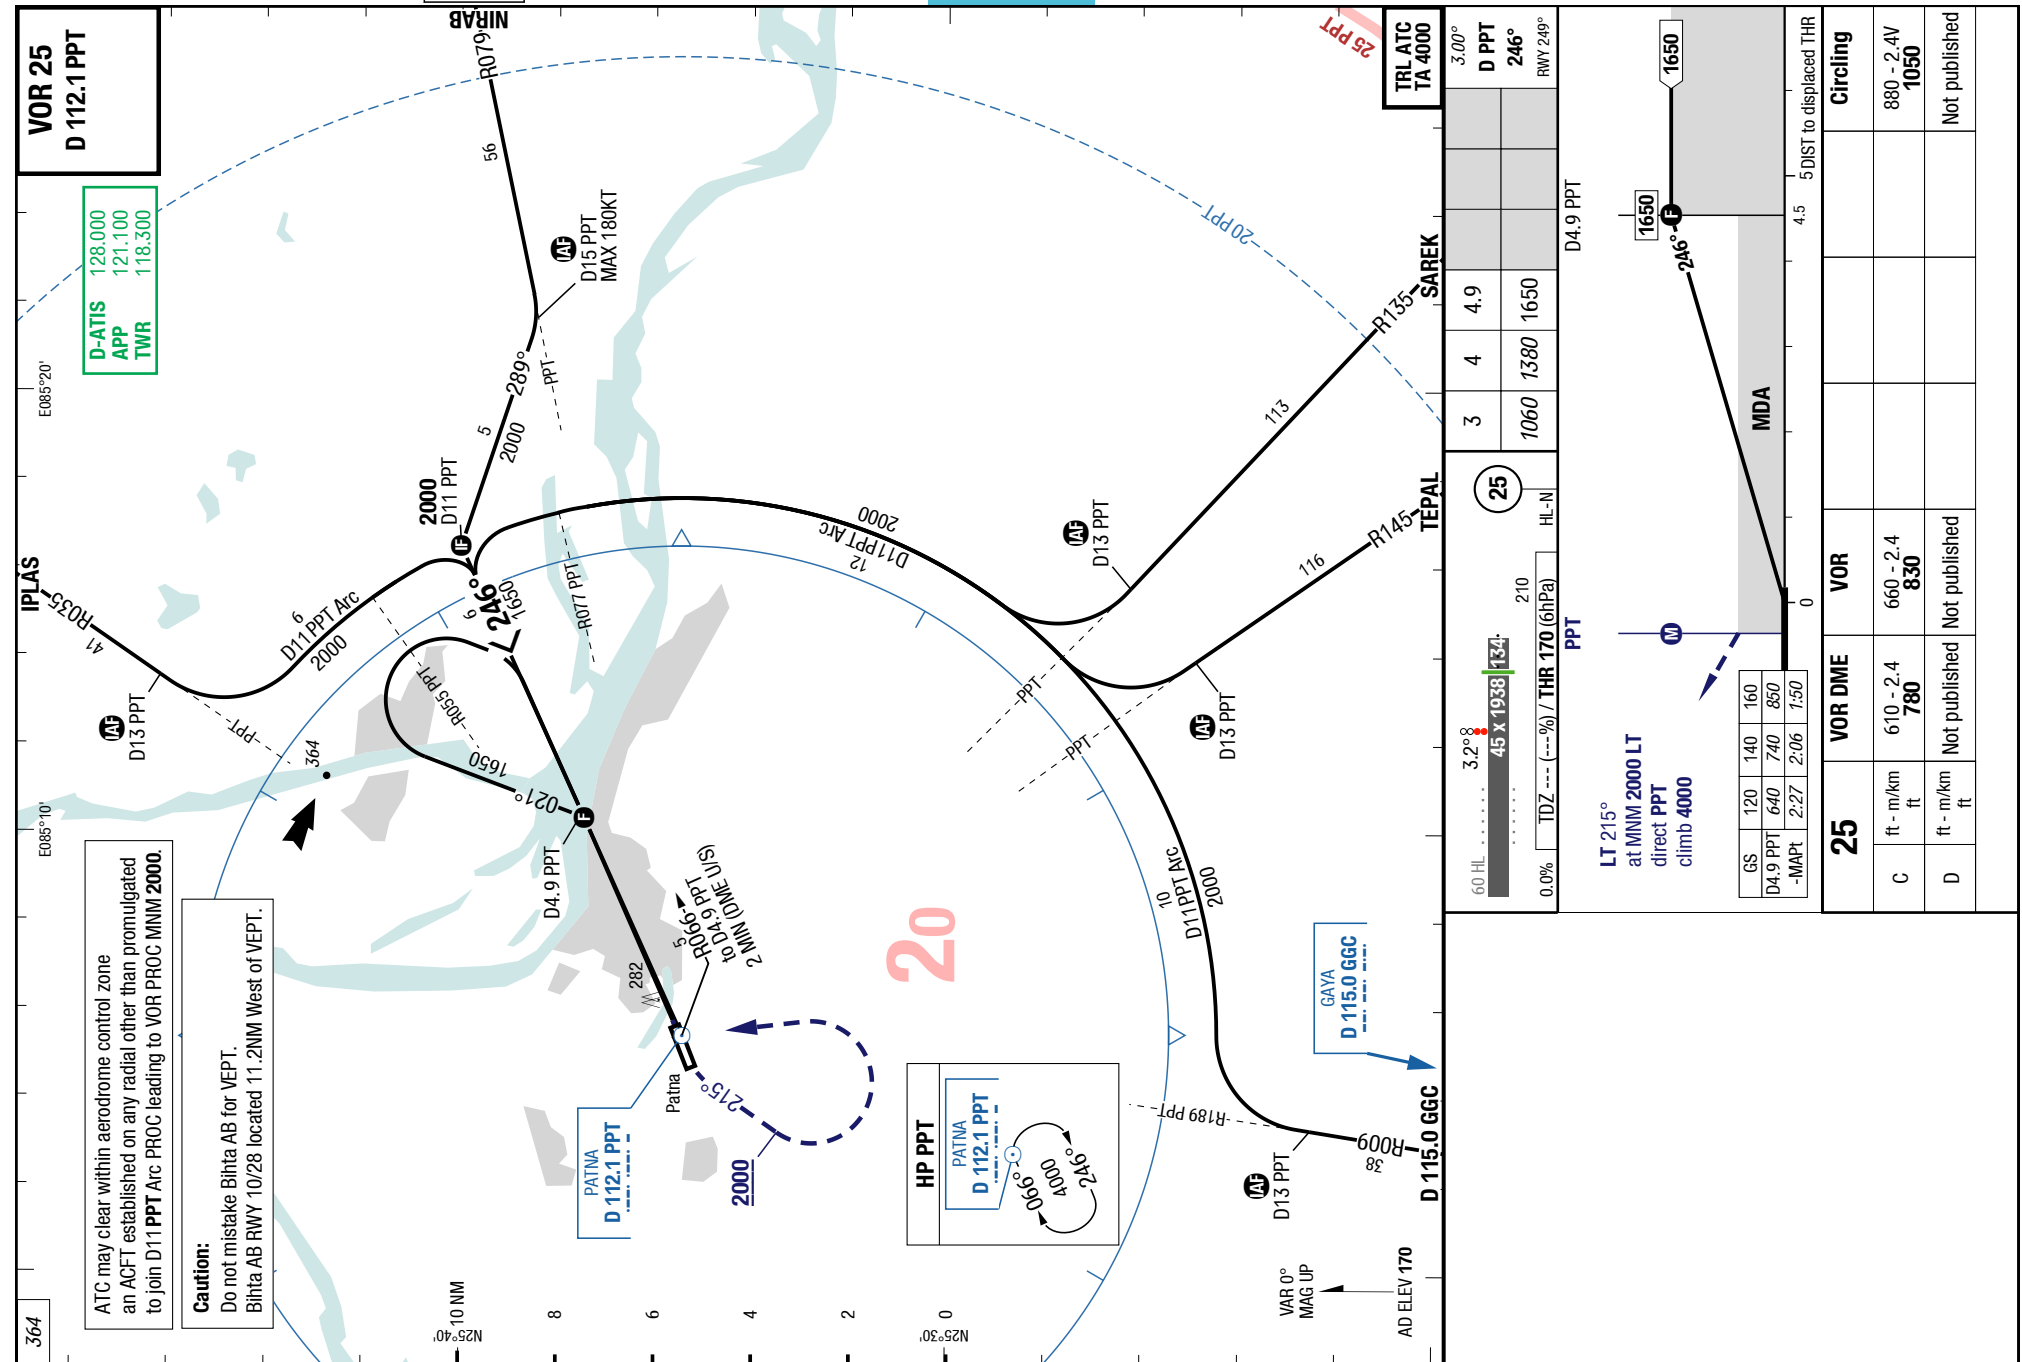 VOR 25
D 112.1 PPT
D-ATIS 128.000
APP 121.100
TWR 118.300
ATC may clear within aerodrome control zone
an ACFT established on any radial other than promulgated
to join D11 PPT Arc PROC leading to VOR PROC MNM 2000.
Caution:
Do not mistake Bihta AB for VEPT.
Bihta AB RWY 10/28 located 11.2NM West of VEPT.
364
TRL ATC
TA 4000
25 PPT
20 PPT
E085°20'
E085°10'
NIRAB
R079
56
IAF
D15 PPT
MAX 180KT
PPT
289°
5
2000
2000
D11 PPT
IF
IPLAS
R035
41
IAF
D13 PPT
PPT
6
D11 PPT Arc
2000
R055 PPT
6
246°
1650
R077 PPT
364
1650
021°
F
D4.9 PPT
5
R066
to D4.9 PPT
2 MIN (DME U/S)
282
Patna
215°
2000
PATNA
D 112.1 PPT
20
2000
D11 PPT Arc
12
IAF
D13 PPT
113
R135
SAREK
PPT
116
R145
TEPAL
IAF
D13 PPT
PPT
D11 PPT Arc
10
2000
GAYA
D 115.0 GGC
R189 PPT
IAF
D13 PPT
R009
38
D 115.0 GGC
HP PPT
PATNA
D 112.1 PPT
066°
4000
246°
10 NM
8
6
4
2
0
N25°40'
N25°30'
VAR 0°
MAG UP
AD ELEV 170
3 4 4.9 3.00° D PPT
1060 1380 1650 246°
RWY 249°
25
60 HL
3.2°
45 x 1938 134
210
HL-N
0.0%
TDZ --- (---%) / THR 170 (6hPa)
D4.9 PPT
PPT
1650
1650
F
246°
M
MDA
0
4.5
5 DIST to displaced THR
LT 215°
at MNM 2000 LT
direct PPT
climb 4000
GS 120 140 160
D4.9 PPT 640 740 850
-MAPt 2:27 2:06 1:50
25 VOR DME VOR Circling
C ft - m/km 610 - 2.4 660 - 2.4 880 - 2.4V
ft 780 830 1050
D ft - m/km Not published Not published Not published
ft